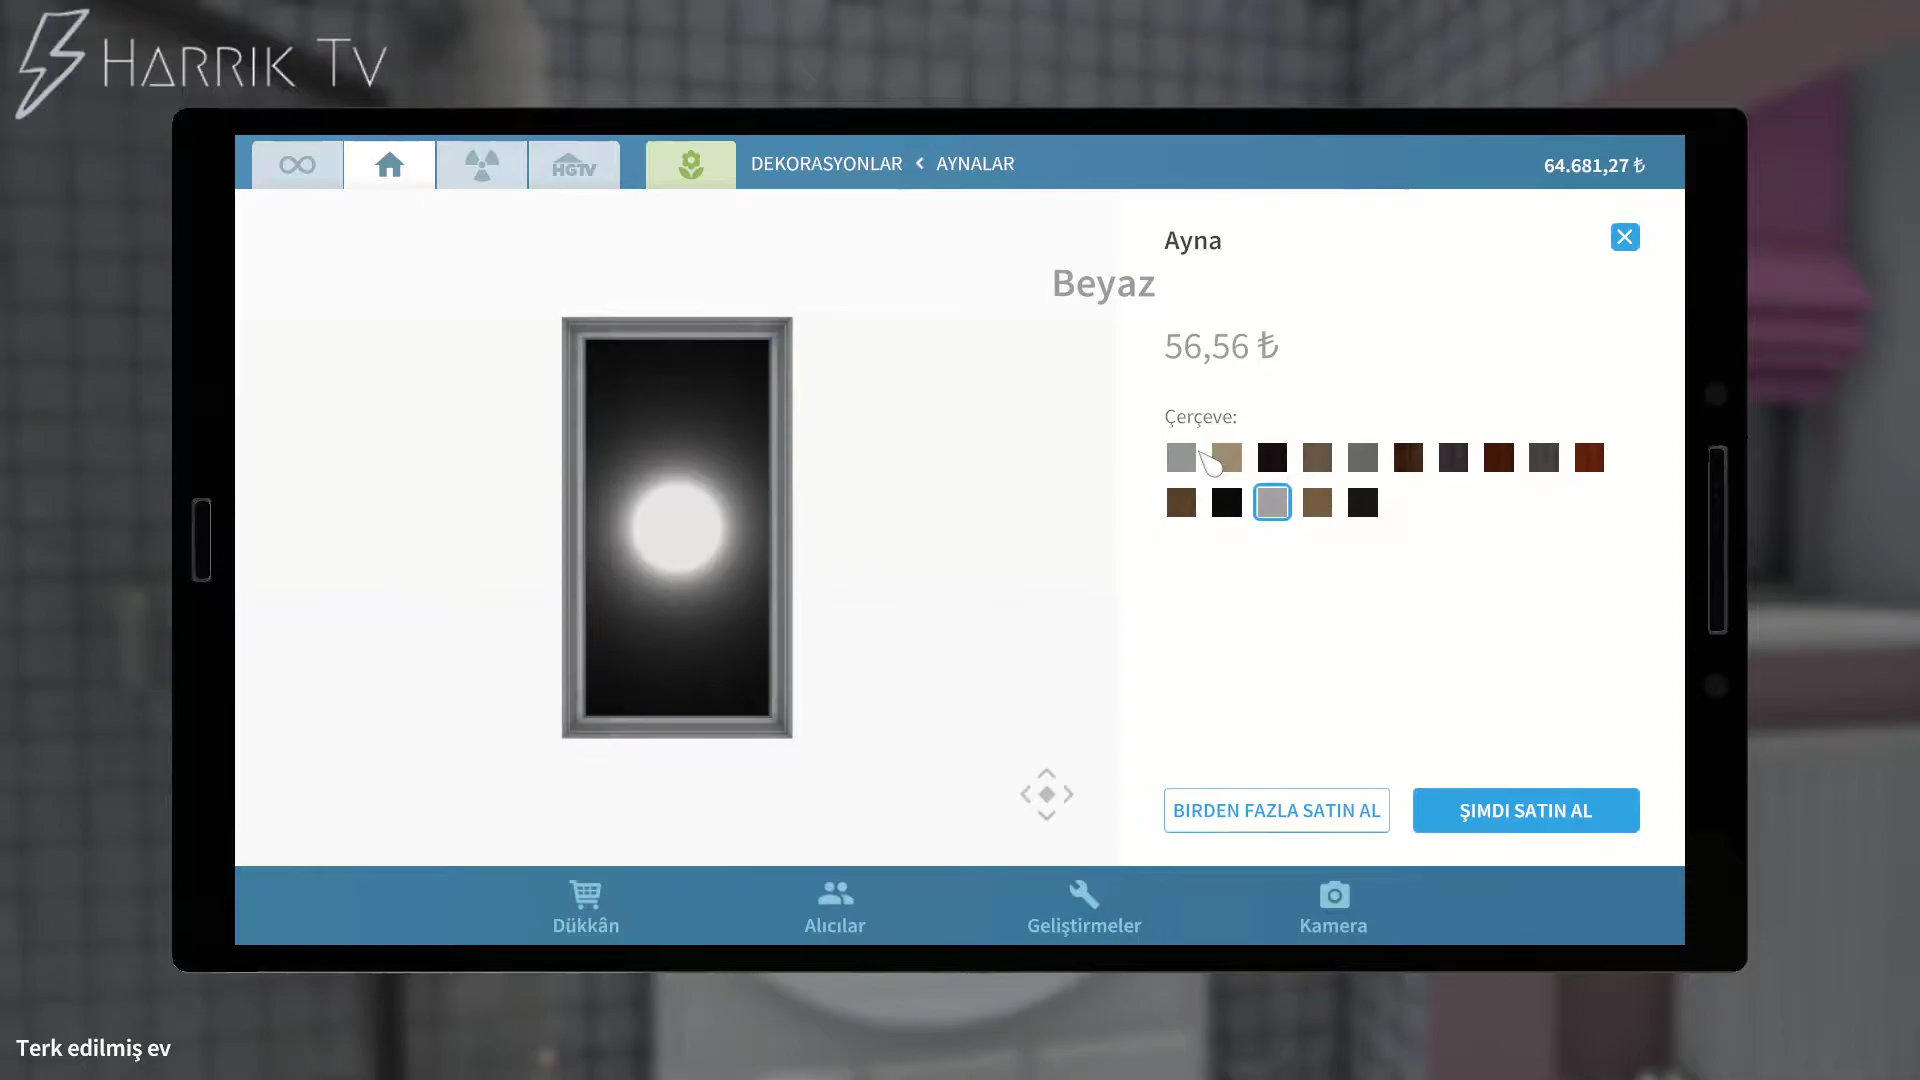 HARRIK TV
HGTV
DEKORASYONLAR < AYNALAR
64.681,27 ₺
Ayna
Beyaz
56,56 ₺
Çerçeve:
BIRDEN FAZLA SATIN AL
ŞIMDI SATIN AL
Dükkân
Alıcılar
Geliştirmeler
Kamera
Terk edilmiş ev